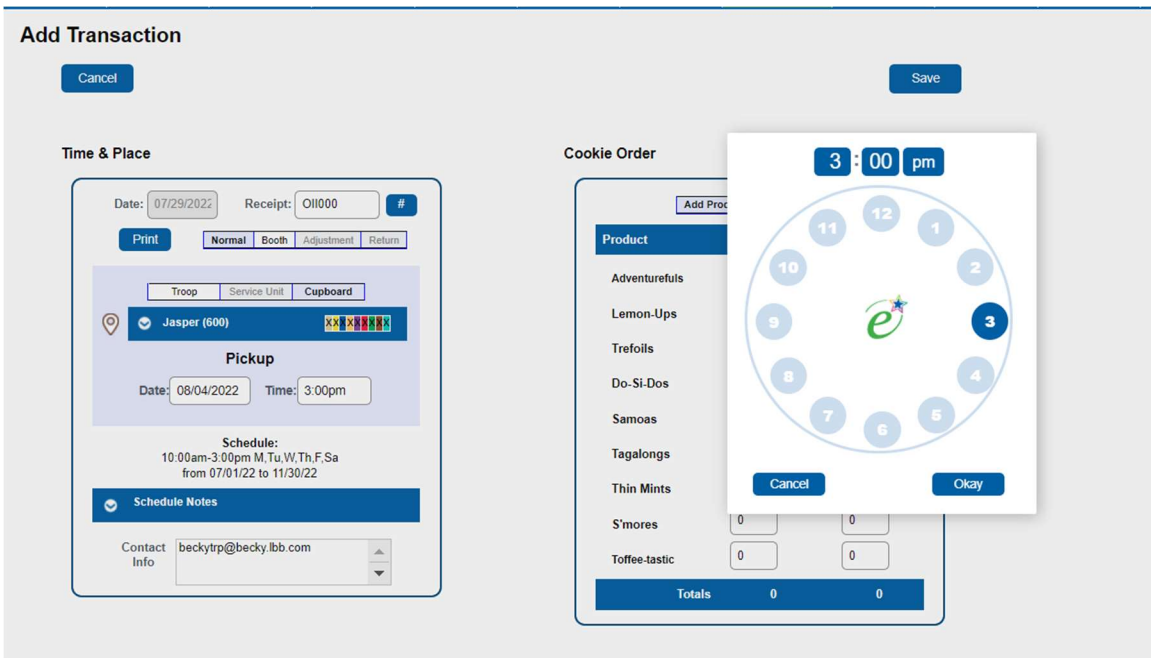 Add Transaction
Cancel
Save
Time & Place
Date: 07/29/2022 Receipt: OII000 #
Print Normal Booth Adjustment Return
Troop Service Unit Cupboard
Jasper (600) XXXXXXXXX
Pickup
Date: 08/04/2022 Time: 3:00pm
Schedule:
10:00am-3:00pm M,Tu,W,Th,F,Sa
from 07/01/22 to 11/30/22
Schedule Notes
Contact Info beckytrp@becky.lbb.com
Cookie Order
Add
Product
Adventurefuls
Lemon-Ups
Trefoils
Do-Si-Dos
Samoas
Tagalongs
Thin Mints
S'mores 0 0
Toffee-tastic 0 0
Totals 0 0
3 : 00 pm
12
1
2
3
4
5
6
7
8
9
10
11
e
Cancel Okay